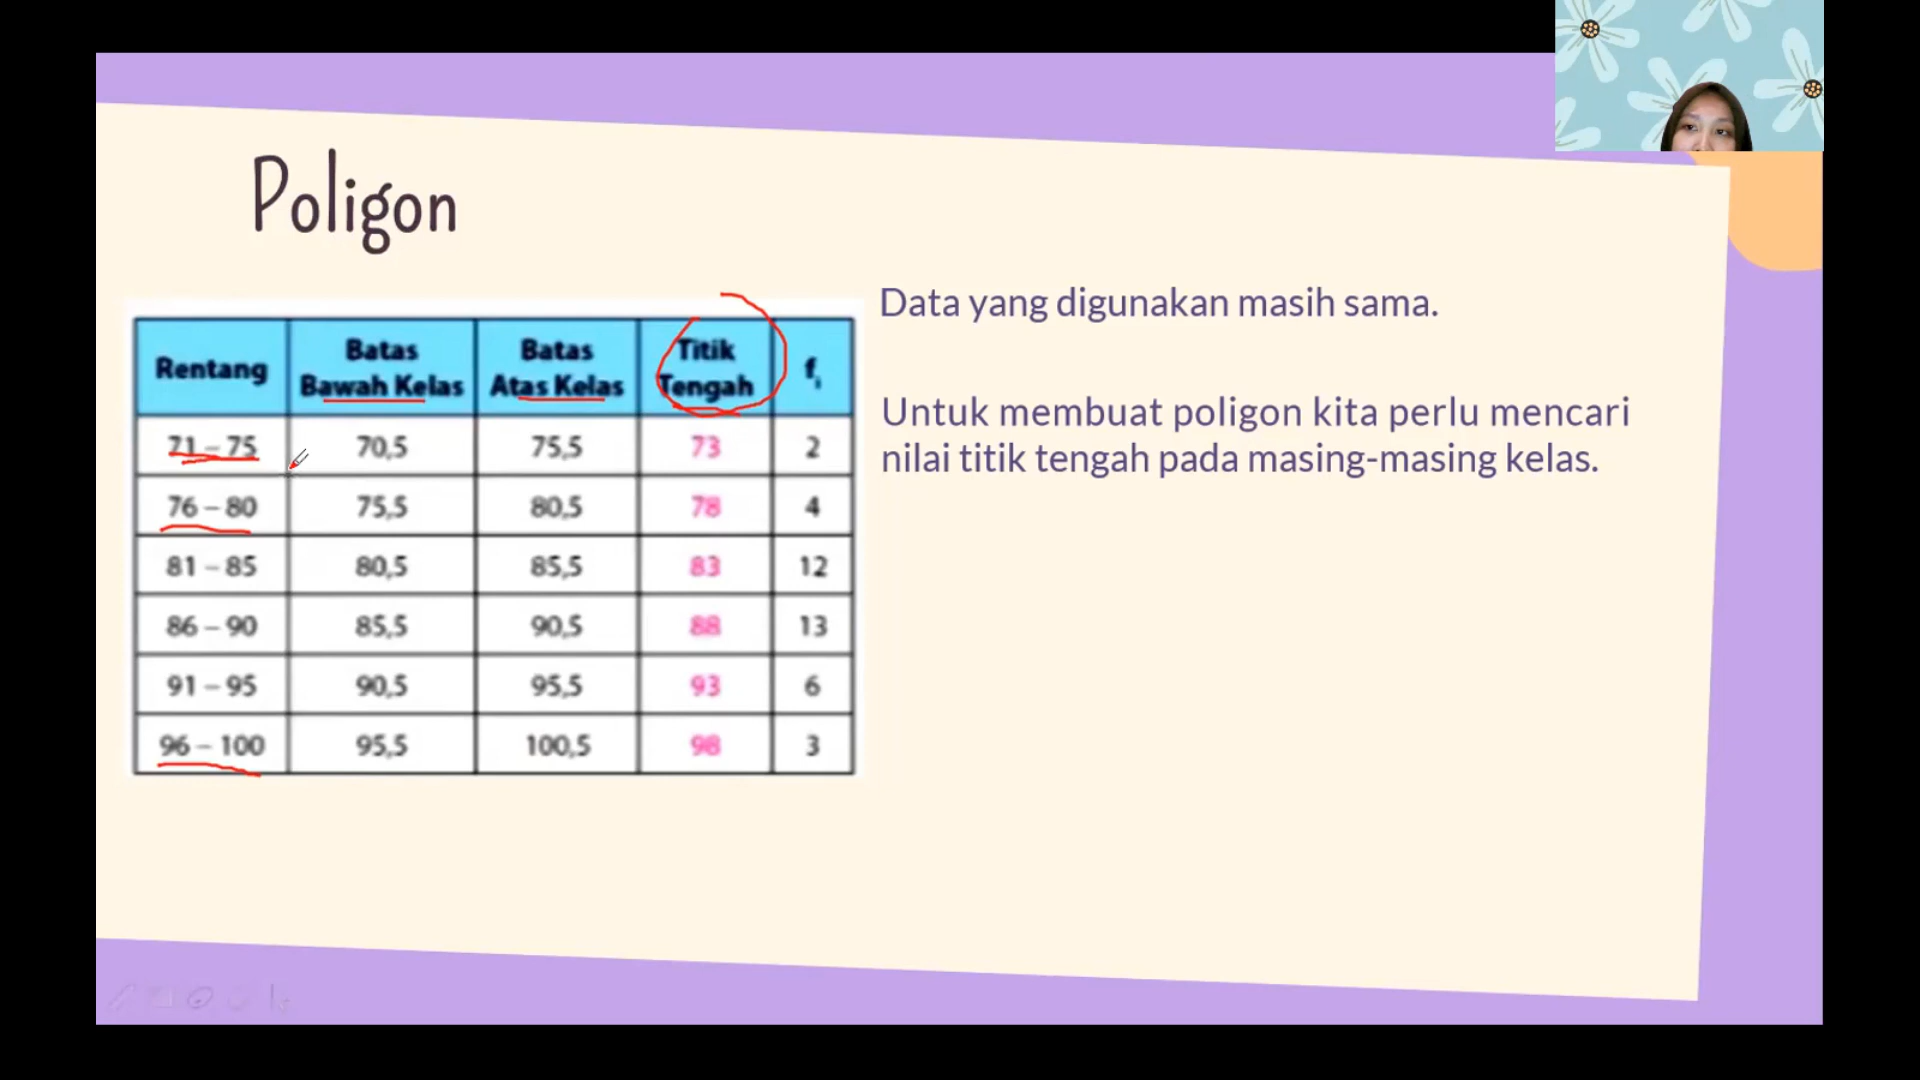 Poligon
Data yang digunakan masih sama.
Untuk membuat poligon kita perlu mencari
nilai titik tengah pada masing-masing kelas.
Rentang Batas Bawah Kelas Batas Atas Kelas Titik Tengah fi
71 – 75 70,5 75,5 73 2
76 – 80 75,5 80,5 78 4
81 – 85 80,5 85,5 83 12
86 – 90 85,5 90,5 88 13
91 – 95 90,5 95,5 93 6
96 – 100 95,5 100,5 98 3